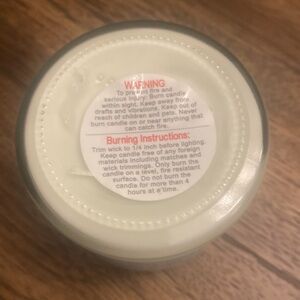 WARNING
To prevent fire and
serious injury: Burn candle
within sight. Keep away from
drafts and vibrations. Keep out of
reach of children and pets. Never
burn candle on or near anything that
can catch fire.
Burning Instructions:
Trim wick to 1/4 inch before lighting.
Keep candle free of any foreign
materials including matches and
wick trimmings. Only burn the
candle on a level, fire resistant
surface. Do not burn the
candle for more than 4
hours at a time.